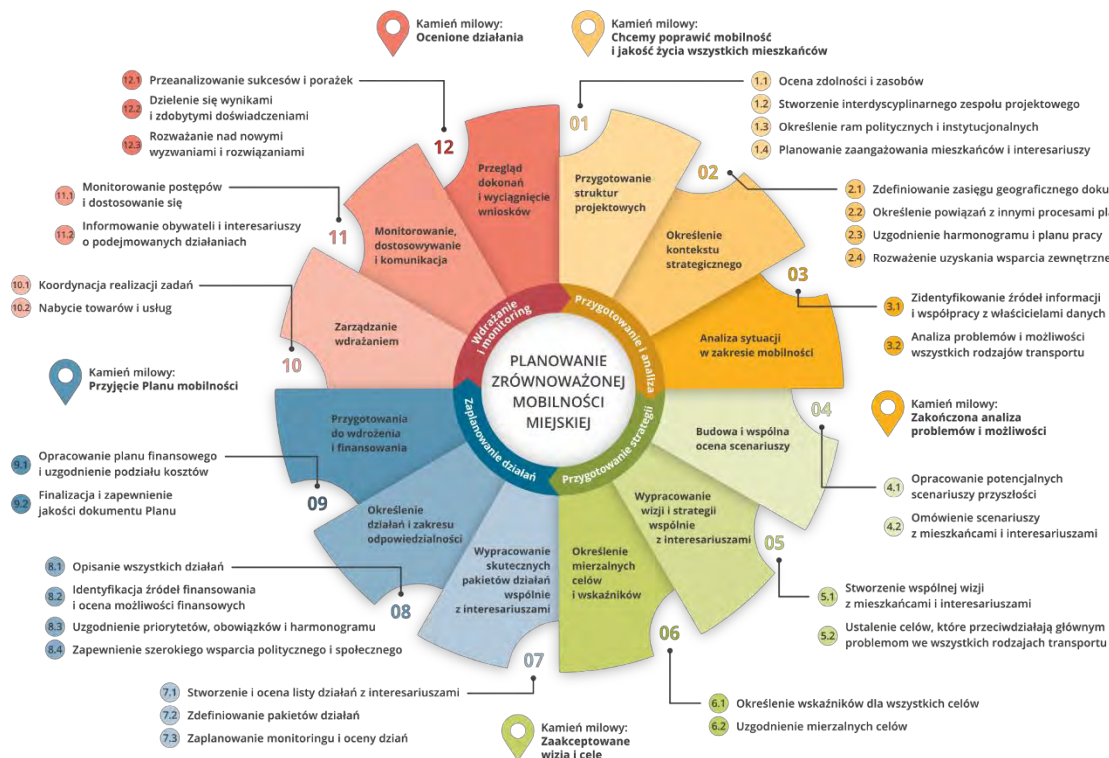 Kamień milowy:
Ocenione działania
Kamień milowy:
Chcemy poprawić mobilność
i jakość życia wszystkich mieszkańców
01
Przygotowanie
struktur
projektowych
1.1 Ocena zdolności i zasobów
1.2 Stworzenie interdyscyplinarnego zespołu projektowego
1.3 Określenie ram politycznych i instytucjonalnych
1.4 Planowanie zaangażowania mieszkańców i interesariuszy
02
Określenie
kontekstu
strategicznego
2.1 Zdefiniowanie zasięgu geograficznego doku
2.2 Określenie powiązań z innymi procesami pl
2.3 Uzgodnienie harmonogramu i planu pracy
2.4 Rozważenie uzyskania wsparcia zewnętrzne
03
Analiza sytuacji
w zakresie mobilności
3.1 Zidentyfikowanie źródeł informacji
i współpracy z właścicielami danych
3.2 Analiza problemów i możliwości
wszystkich rodzajów transportu
Kamień milowy:
Zakończona analiza
problemów i możliwości
04
Budowa i wspólna
ocena scenariuszy
4.1 Opracowanie potencjalnych
scenariuszy przyszłości
4.2 Omówienie scenariuszy
z mieszkańcami i interesariuszami
05
Wypracowanie
wizji i strategii
wspólnie
z interesariuszami
5.1 Stworzenie wspólnej wizji
z mieszkańcami i interesariuszami
5.2 Ustalenie celów, które przeciwdziałają głównym
problemom we wszystkich rodzajach transportu
06
Określenie
mierzalnych
celów
i wskaźników
6.1 Określenie wskaźników dla wszystkich celów
6.2 Uzgodnienie mierzalnych celów
Kamień milowy:
Zaakceptowane
wizja i cele
07
Wypracowanie
skutecznych
pakietów działań
wspólnie
z interesariuszami
7.1 Stworzenie i ocena listy działań z interesariuszami
7.2 Zdefiniowanie pakietów działań
7.3 Zaplanowanie monitoringu i oceny dziań
08
Określenie
działań i zakresu
odpowiedzialności
8.1 Opisanie wszystkich działań
8.2 Identyfikacja źródeł finansowania
i ocena możliwości finansowych
8.3 Uzgodnienie priorytetów, obowiązków i harmonogramu
8.4 Zapewnienie szerokiego wsparcia politycznego i społecznego
09
Przygotowania
do wdrożenia
i finansowania
9.1 Opracowanie planu finansowego
i uzgodnienie podziału kosztów
9.2 Finalizacja i zapewnienie
jakości dokumentu Planu
Kamień milowy:
Przyjęcie Planu mobilności
10
Zarządzanie
wdrażaniem
10.1 Koordynacja realizacji zadań
10.2 Nabycie towarów i usług
11
Monitorowanie,
dostosowywanie
i komunikacja
11.1 Monitorowanie postępów
i dostosowanie się
11.2 Informowanie obywateli i interesariuszy
o podejmowanych działaniach
12
Przegląd
dokonań
i wyciągnięcie
wniosków
12.1 Przeanalizowanie sukcesów i porażek
12.2 Dzielenie się wynikami
i zdobytymi doświadczeniami
12.3 Rozważanie nad nowymi
wyzwaniami i rozwiązaniami
Przygotowanie i analiza
Przygotowanie strategii
Zaplanowanie działań
Wdrażanie
i monitoring
PLANOWANIE
ZRÓWNOWAŻONEJ
MOBILNOŚCI
MIEJSKIEJ